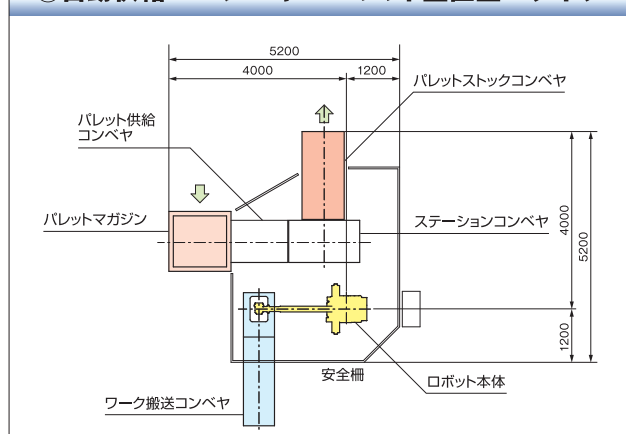 5200
4000
1200
パレットストックコンベヤ
パレット供給
コンベヤ
パレットマガジン
ステーションコンベヤ
4000
5200
1200
安全柵
ロボット本体
ワーク搬送コンベヤ